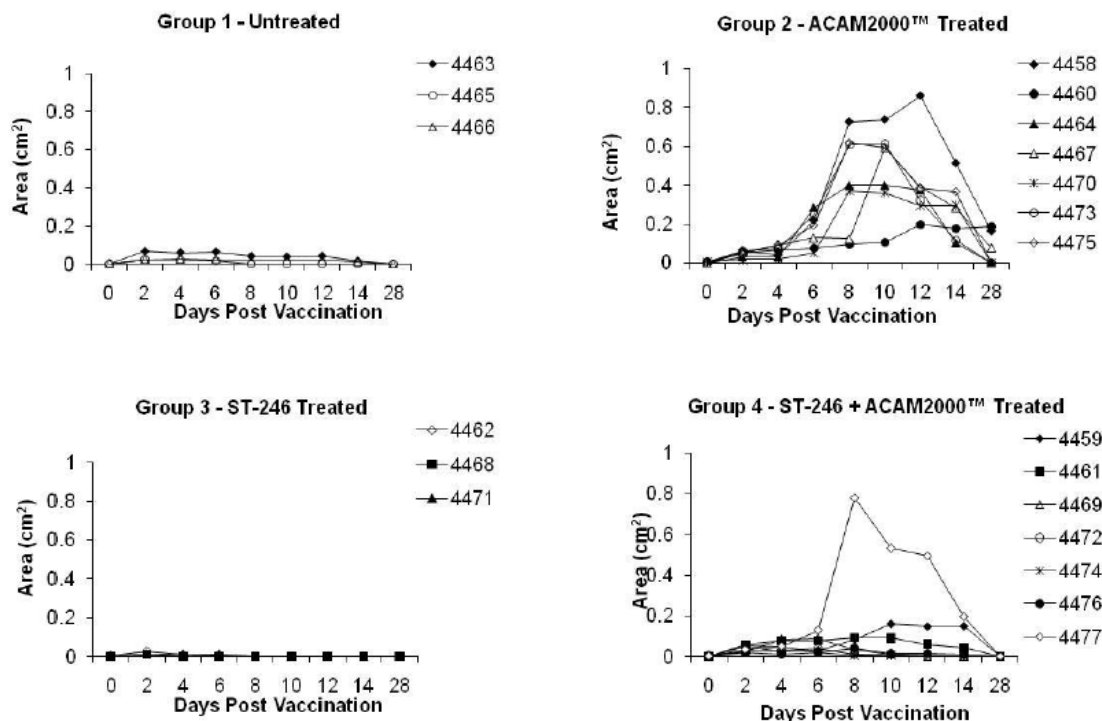 Group 1 - Untreated
4463
4465
4466
1
0.8
0.6
0.4
0.2
0
Area (cm²)
0 2 4 6 8 10 12 14 28
Days Post Vaccination
Group 2 - ACAM2000™ Treated
4458
4460
4464
4467
4470
4473
4475
1
0.8
0.6
0.4
0.2
0
Area (cm²)
0 2 4 6 8 10 12 14 28
Days Post Vaccination
Group 3 - ST-246 Treated
4462
4468
4471
1
0.8
0.6
0.4
0.2
0
Area (cm²)
0 2 4 6 8 10 12 14 28
Days Post Vaccination
Group 4 - ST-246 + ACAM2000™ Treated
4459
4461
4469
4472
4474
4476
4477
1
0.8
0.6
0.4
0.2
0
Area (cm²)
0 2 4 6 8 10 12 14 28
Days Post Vaccination